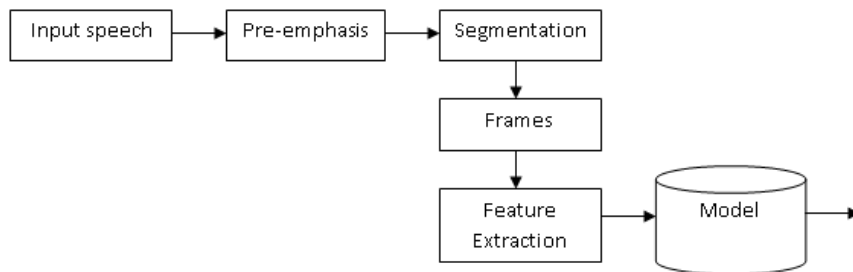 Input speech
Pre-emphasis
Segmentation
Frames
Feature
Extraction
Model